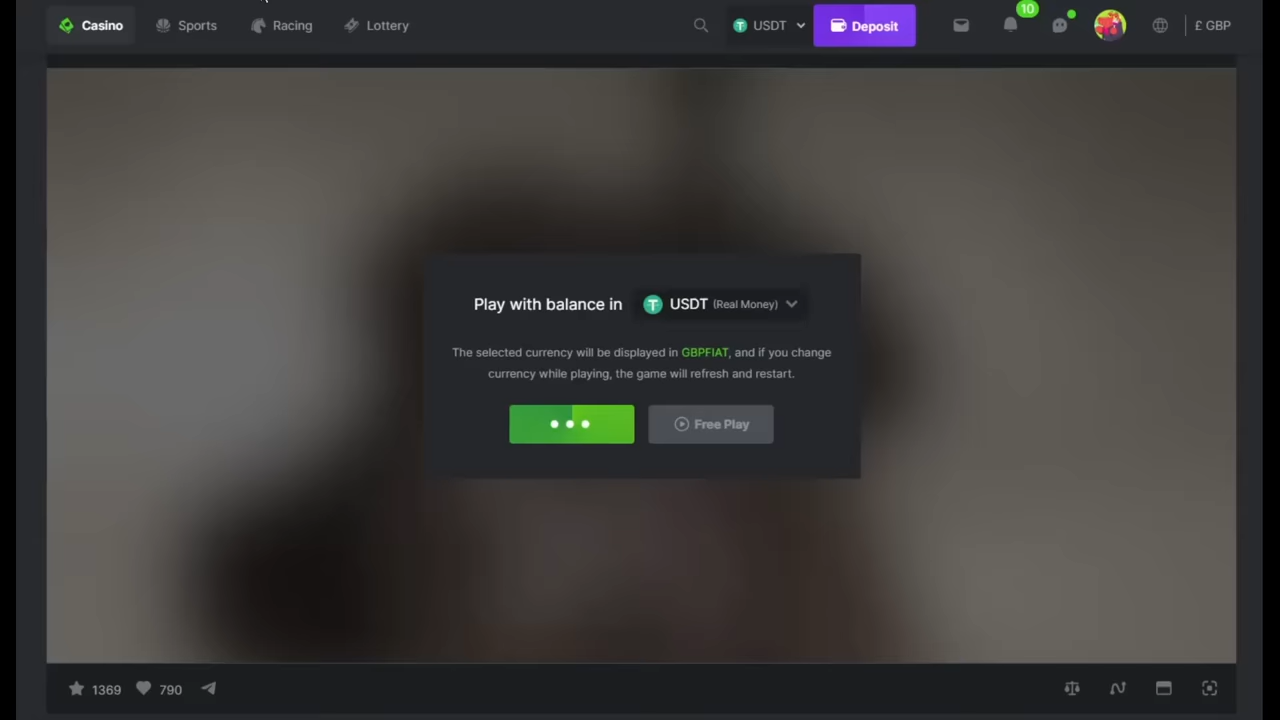 Casino Sports Racing Lottery USDT Deposit 10 £ GBP
Play with balance in USDT (Real Money)
The selected currency will be displayed in GBPFIAT, and if you change
currency while playing, the game will refresh and restart.
Free Play
1369 790